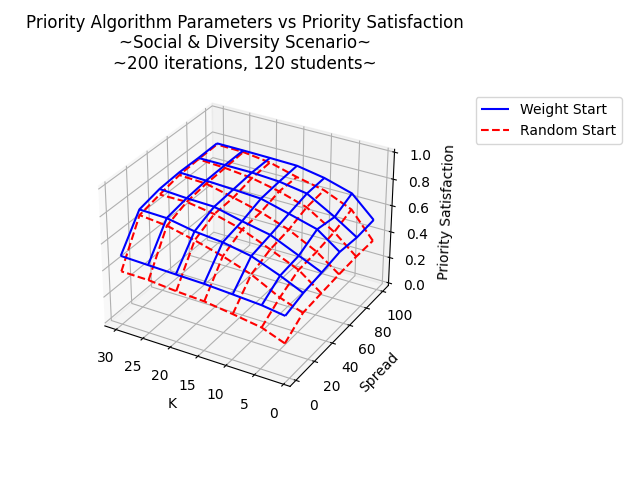 Priority Algorithm Parameters vs Priority Satisfaction
~Social & Diversity Scenario~
~200 iterations, 120 students~
Weight Start
Random Start
1.0
0.8
0.6
0.4
0.2
0.0
Priority Satisfaction
100
80
60
40
20
0
Spread
30
25
20
15
10
5
0
K